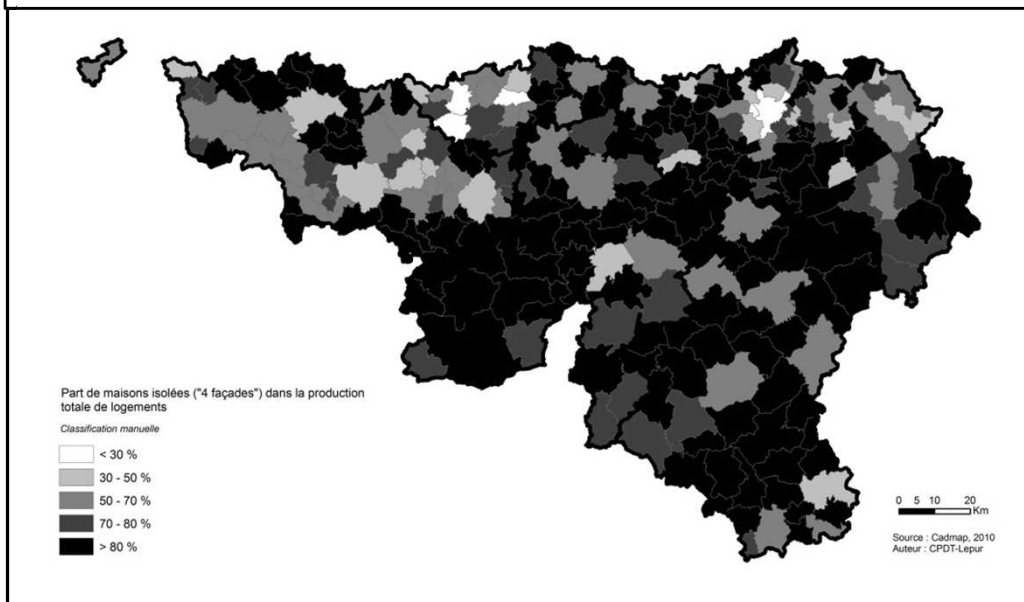 Part de maisons isolées ("4 façades") dans la production
totale de logements
Classification manuelle
< 30 %
30 - 50 %
50 - 70 %
70 - 80 %
> 80 %
0 5 10 20
Km
Source : Cadmap, 2010
Auteur : CPDT-Lepur